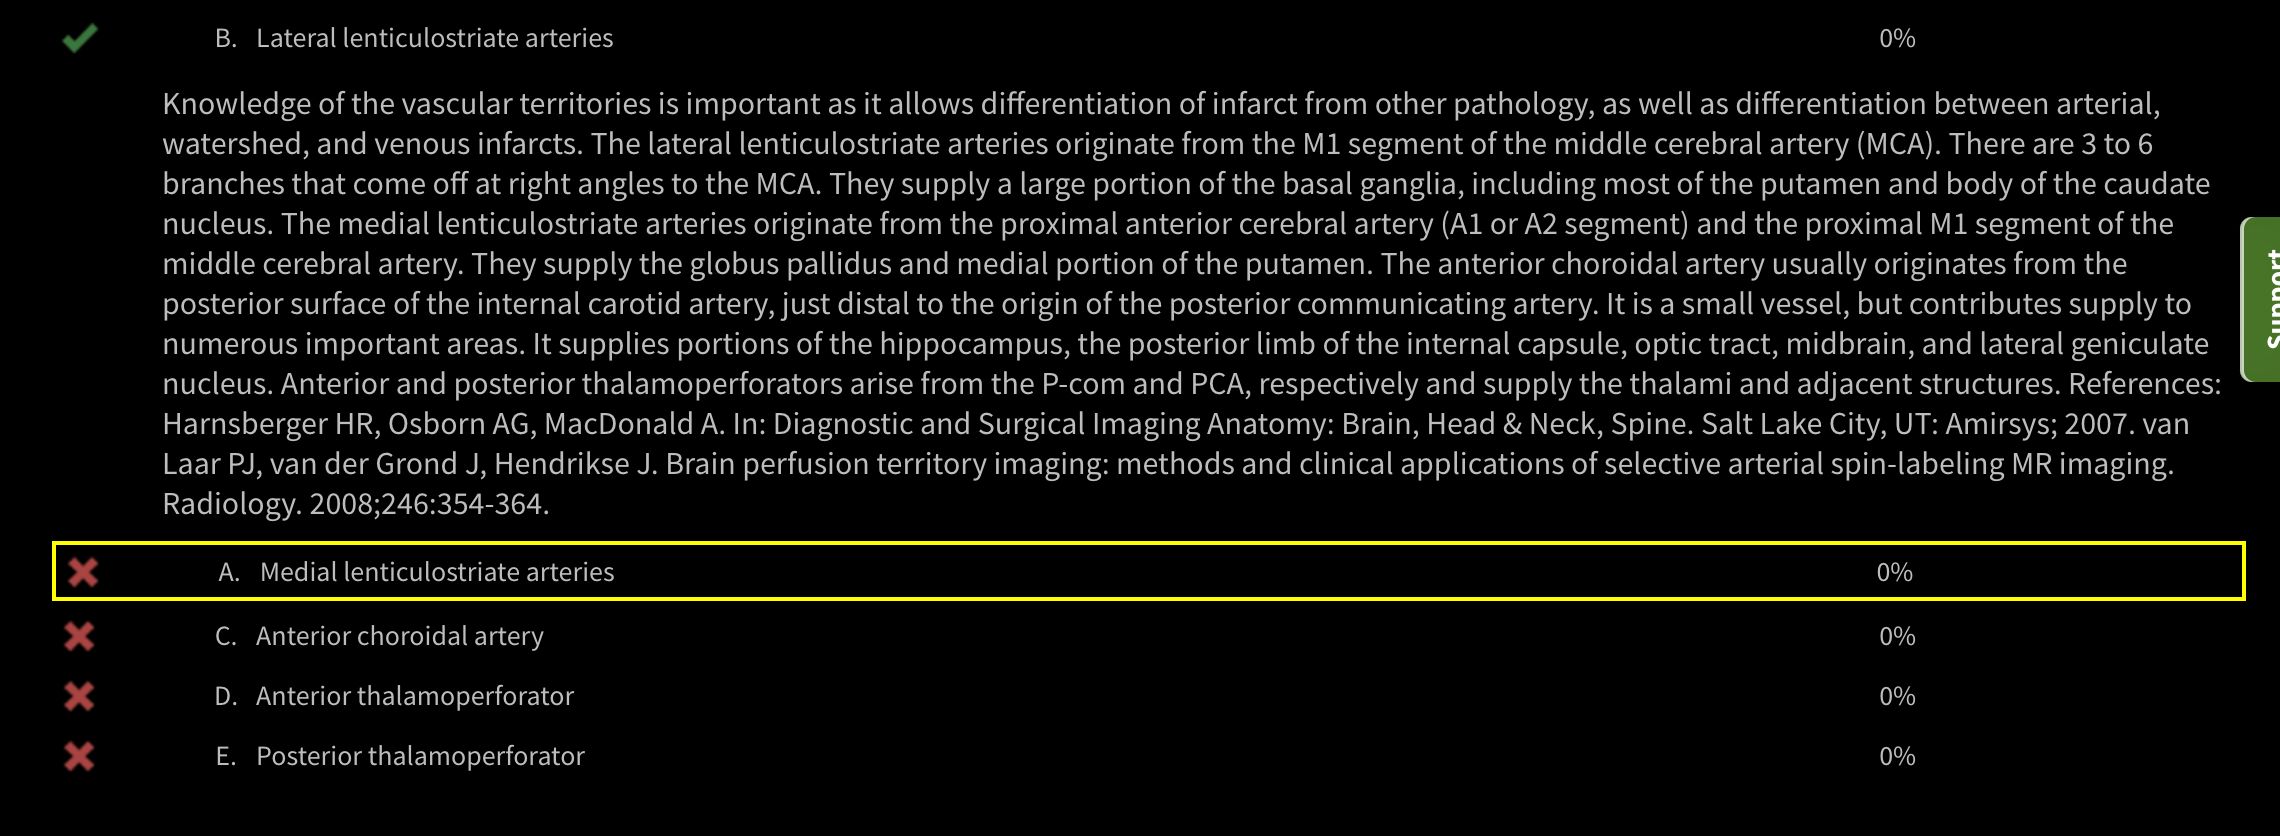 B. Lateral lenticulostriate arteries 0%
Knowledge of the vascular territories is important as it allows differentiation of infarct from other pathology, as well as differentiation between arterial,
watershed, and venous infarcts. The lateral lenticulostriate arteries originate from the M1 segment of the middle cerebral artery (MCA). There are 3 to 6
branches that come off at right angles to the MCA. They supply a large portion of the basal ganglia, including most of the putamen and body of the caudate
nucleus. The medial lenticulostriate arteries originate from the proximal anterior cerebral artery (A1 or A2 segment) and the proximal M1 segment of the
middle cerebral artery. They supply the globus pallidus and medial portion of the putamen. The anterior choroidal artery usually originates from the
posterior surface of the internal carotid artery, just distal to the origin of the posterior communicating artery. It is a small vessel, but contributes supply to
numerous important areas. It supplies portions of the hippocampus, the posterior limb of the internal capsule, optic tract, midbrain, and lateral geniculate
nucleus. Anterior and posterior thalamoperforators arise from the P-com and PCA, respectively and supply the thalami and adjacent structures. References:
Harnsberger HR, Osborn AG, MacDonald A. In: Diagnostic and Surgical Imaging Anatomy: Brain, Head & Neck, Spine. Salt Lake City, UT: Amirsys; 2007. van
Laar PJ, van der Grond J, Hendrikse J. Brain perfusion territory imaging: methods and clinical applications of selective arterial spin-labeling MR imaging.
Radiology. 2008;246:354-364.
A. Medial lenticulostriate arteries 0%
C. Anterior choroidal artery 0%
D. Anterior thalamoperforator 0%
E. Posterior thalamoperforator 0%
Support